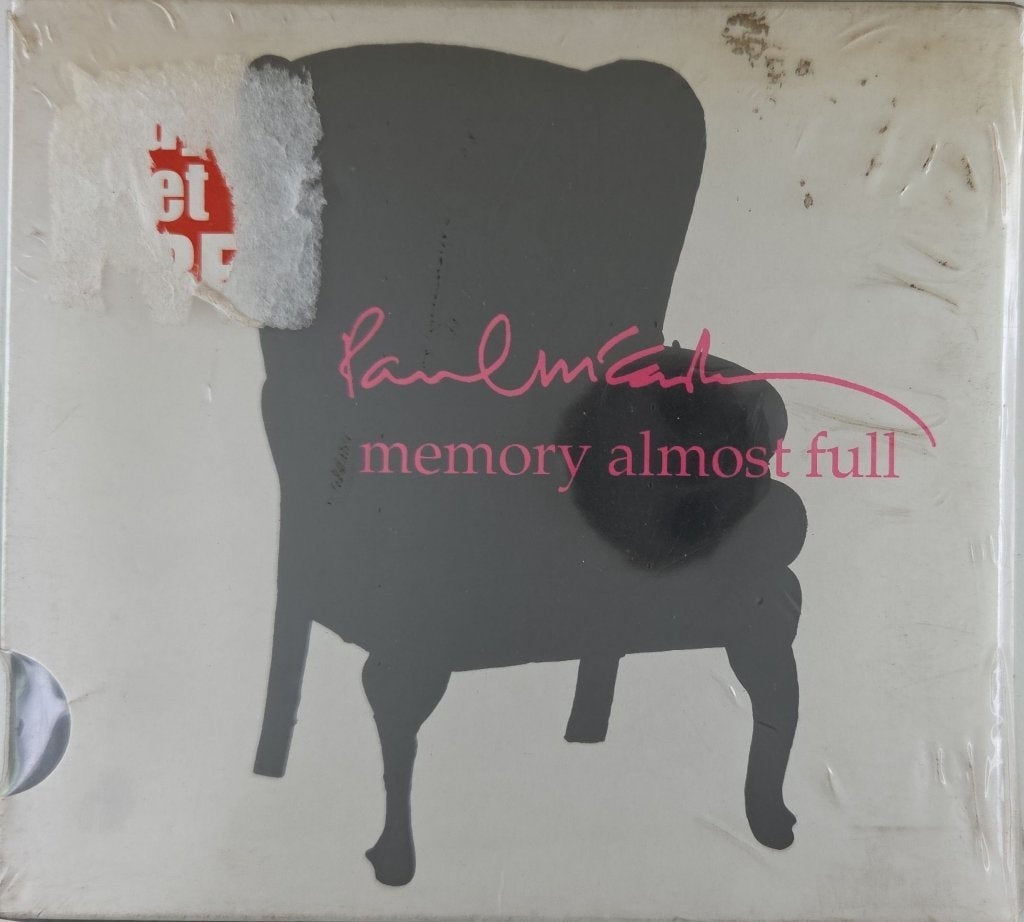 et
Paul McCartney
memory almost full